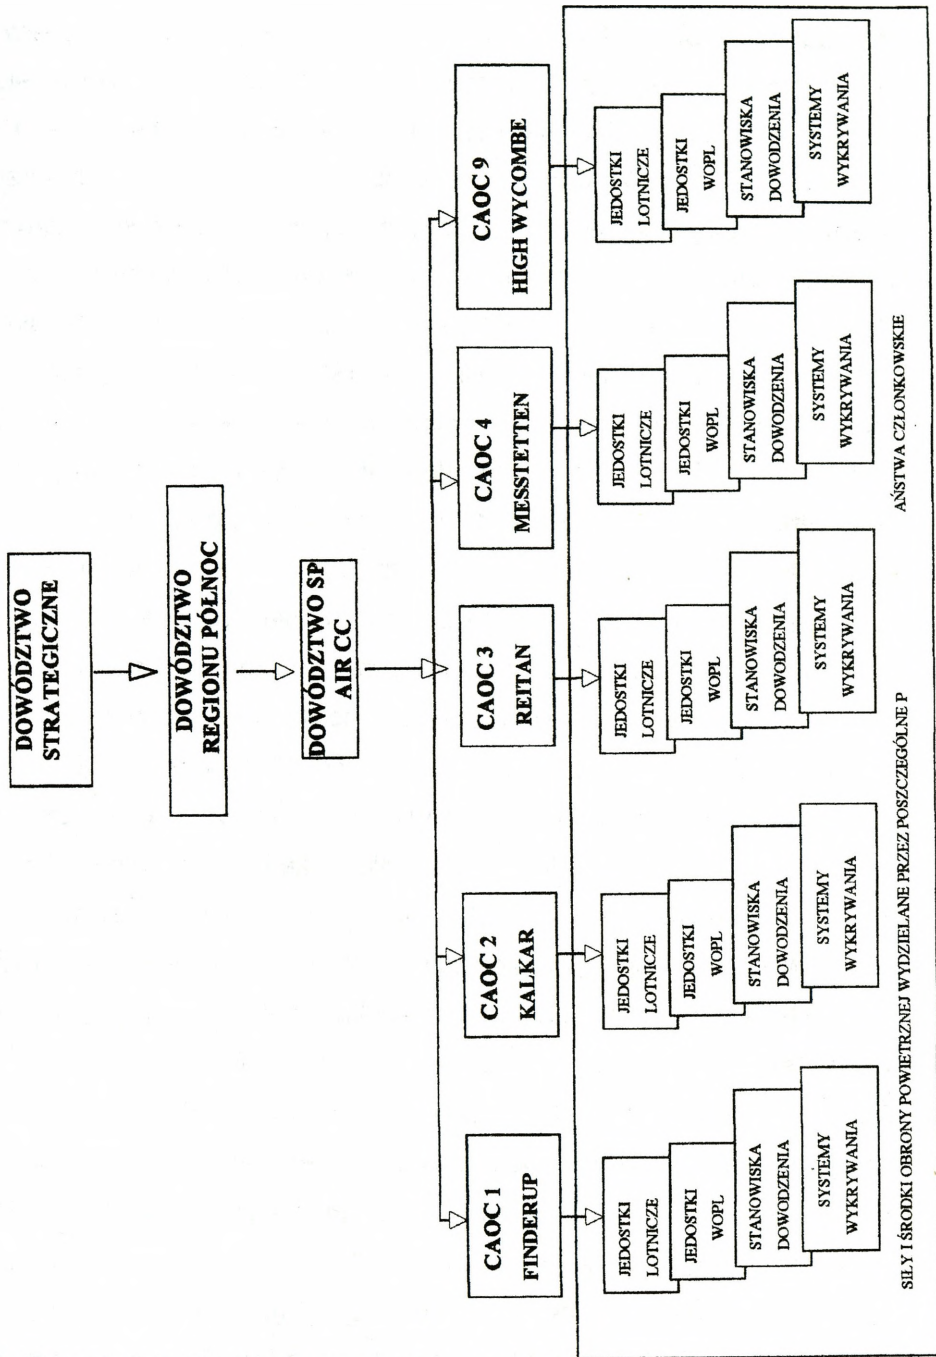 DOWÓDZTWO
STRATEGICZNE
DOWÓDZTWO
REGIONU PÓŁNOC
DOWÓDZTWO SP
AIR CC
CAOC 1
FINDERUP
CAOC 2
KALKAR
CAOC 3
REITAN
CAOC 4
MESSTETTEN
CAOC 9
HIGH WYCOMBE
JEDOSTKI
LOTNICZE
JEDOSTKI
WOPL
STANOWISKA
DOWODZENIA
SYSTEMY
WYKRYWANIA
JEDOSTKI
LOTNICZE
JEDOSTKI
WOPL
STANOWISKA
DOWODZENIA
SYSTEMY
WYKRYWANIA
JEDOSTKI
LOTNICZE
JEDOSTKI
WOPL
STANOWISKA
DOWODZENIA
SYSTEMY
WYKRYWANIA
JEDOSTKI
LOTNICZE
JEDOSTKI
WOPL
STANOWISKA
DOWODZENIA
SYSTEMY
WYKRYWANIA
JEDOSTKI
LOTNICZE
JEDOSTKI
WOPL
STANOWISKA
DOWODZENIA
SYSTEMY
WYKRYWANIA
SIŁY I ŚRODKI OBRONY POWIETRZNEJ WYDZIELANE PRZEZ POSZCZEGÓLNE P AŃSTWA CZŁONKOWSKIE